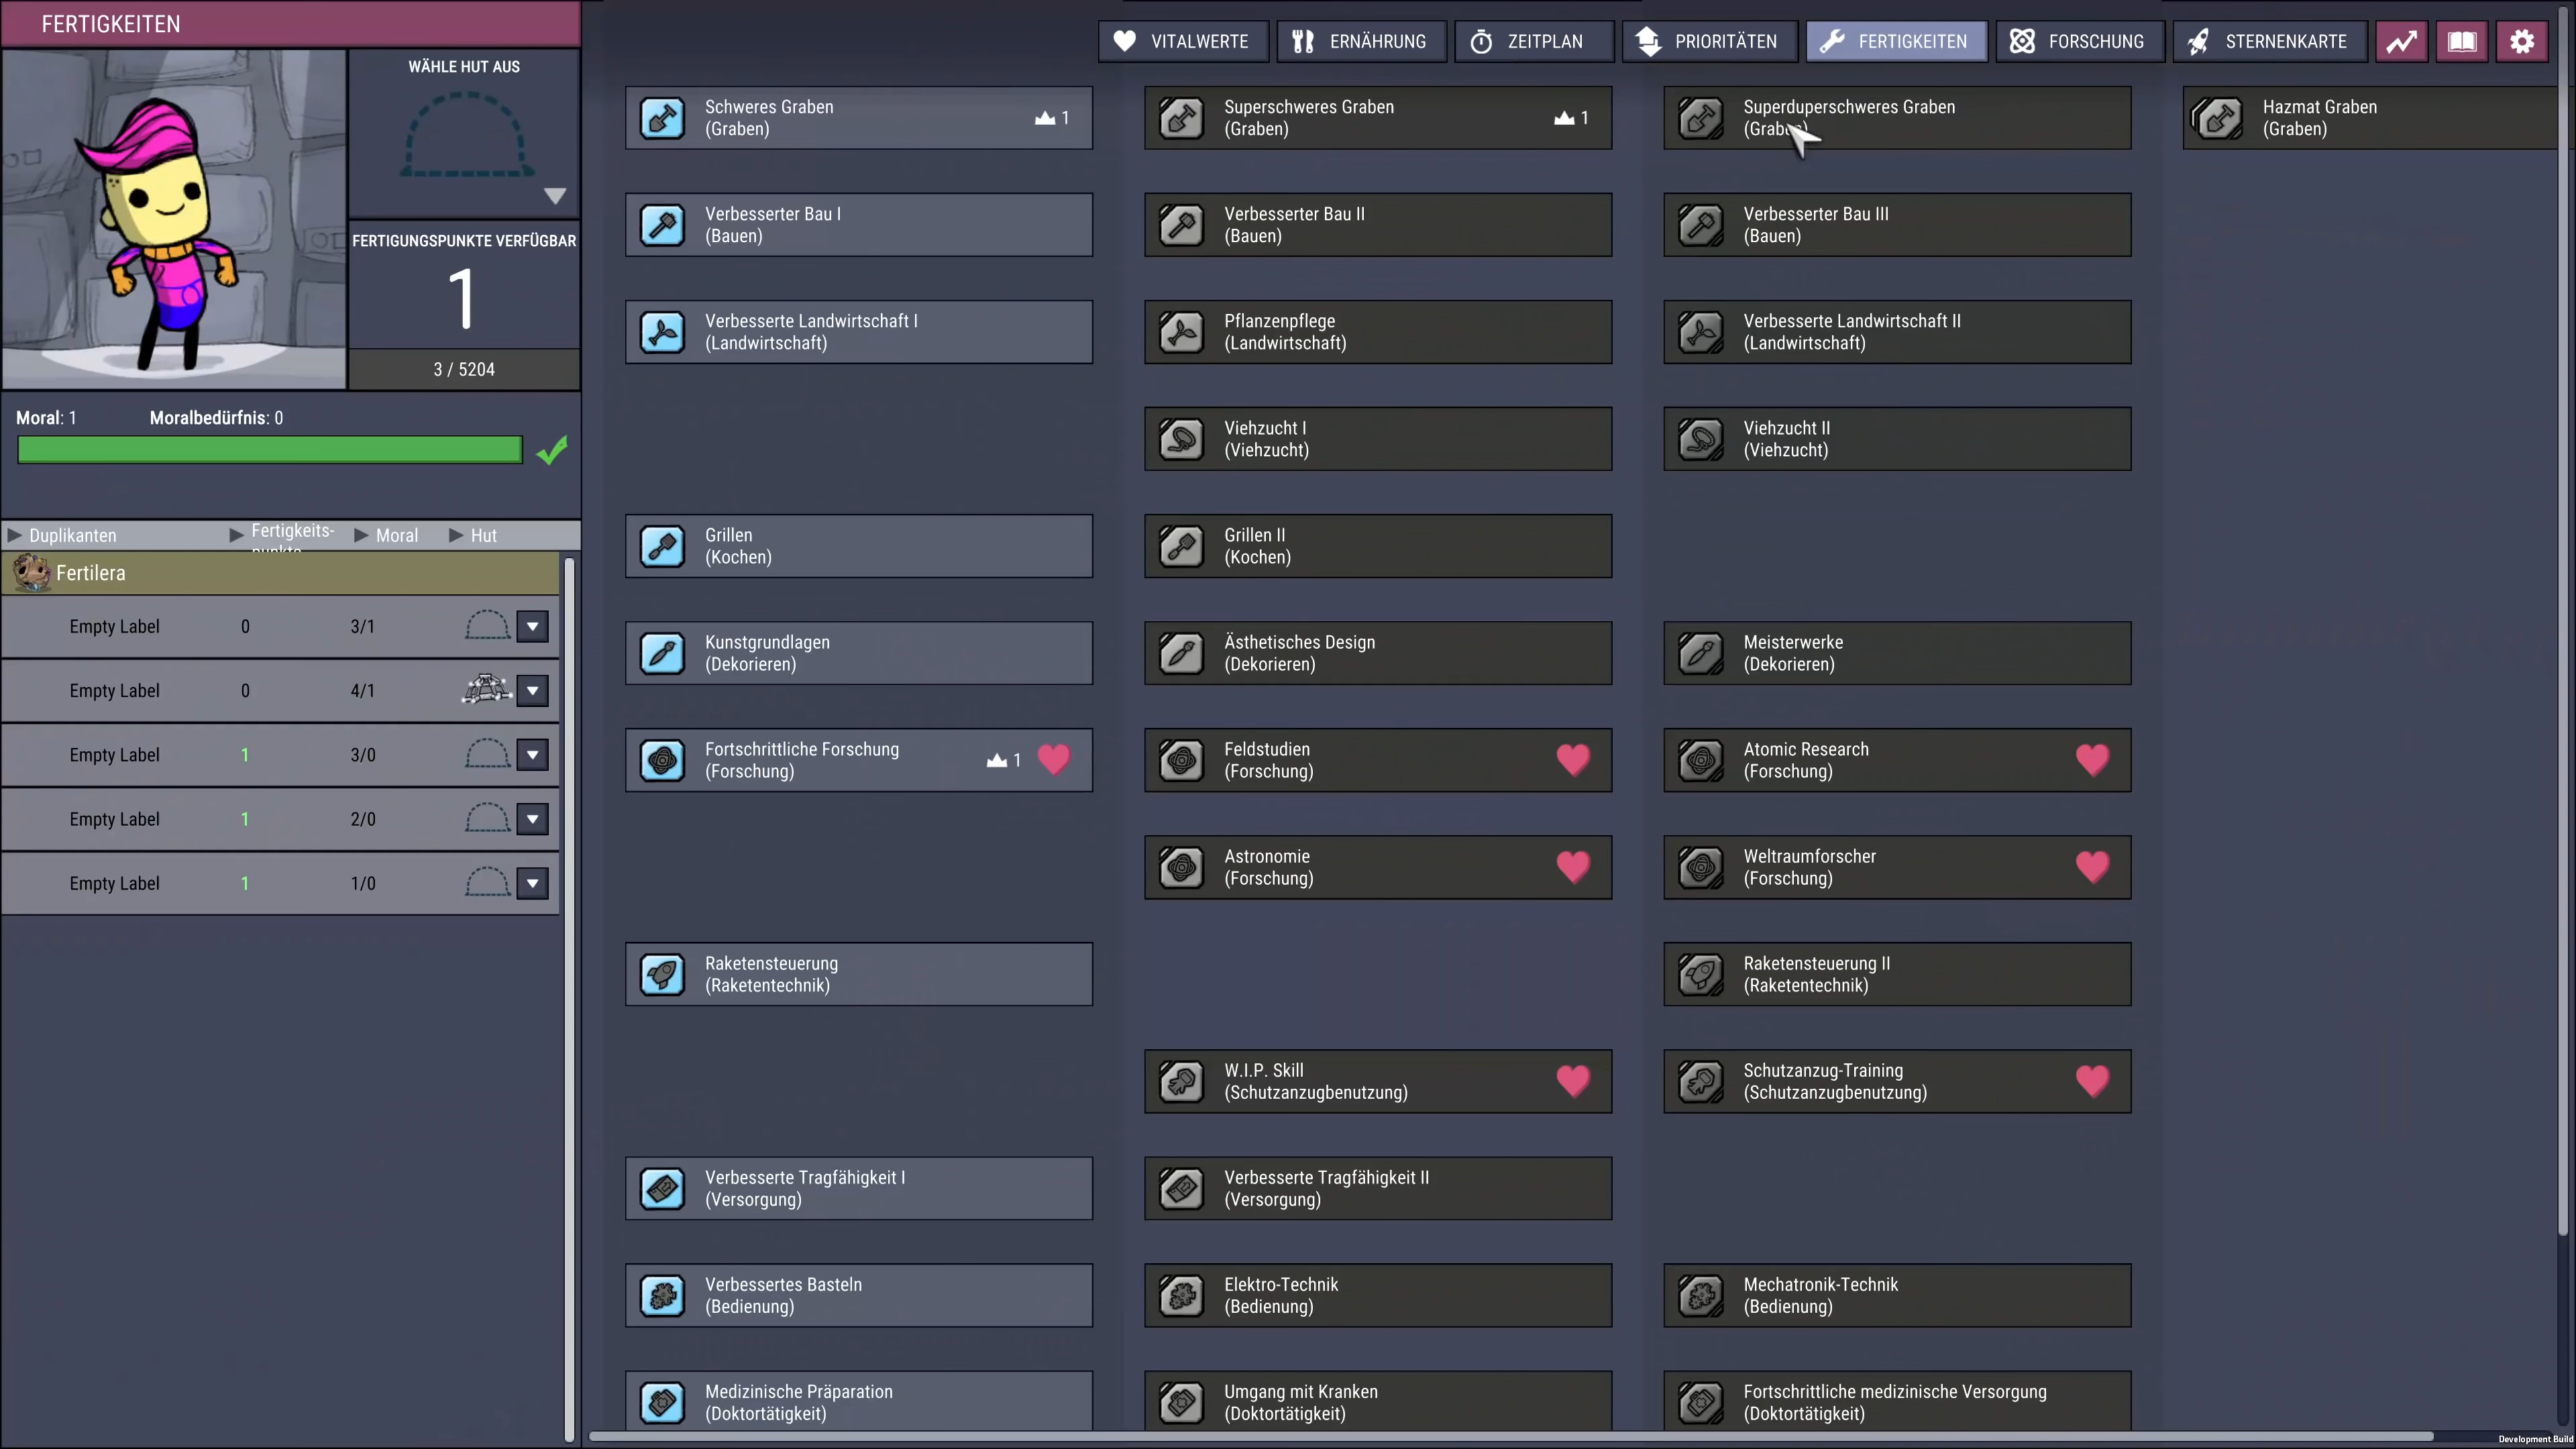 FERTIGKEITEN
VITALWERTE
ERNÄHRUNG
ZEITPLAN
PRIORITÄTEN
FERTIGKEITEN
FORSCHUNG
STERNENKARTE
WÄHLE HUT AUS
FERTIGUNGSPUNKTE VERFÜGBAR
1
3 / 5204
Moral: 1
Moralbedürfnis: 0
Duplikanten
Fertigkeits-
punkte
Moral
Hut
Fertilera
Empty Label 0 3/1
Empty Label 0 4/1
Empty Label 1 3/0
Empty Label 1 2/0
Empty Label 1 1/0
Schweres Graben
(Graben)
1
Superschweres Graben
(Graben)
1
Superduperschweres Graben
(Graben)
Hazmat Graben
(Graben)
Verbesserter Bau I
(Bauen)
Verbesserter Bau II
(Bauen)
Verbesserter Bau III
(Bauen)
Verbesserte Landwirtschaft I
(Landwirtschaft)
Pflanzenpflege
(Landwirtschaft)
Verbesserte Landwirtschaft II
(Landwirtschaft)
Viehzucht I
(Viehzucht)
Viehzucht II
(Viehzucht)
Grillen
(Kochen)
Grillen II
(Kochen)
Kunstgrundlagen
(Dekorieren)
Ästhetisches Design
(Dekorieren)
Meisterwerke
(Dekorieren)
Fortschrittliche Forschung
(Forschung)
1
Feldstudien
(Forschung)
Atomic Research
(Forschung)
Astronomie
(Forschung)
Weltraumforscher
(Forschung)
Raketensteuerung
(Raketentechnik)
Raketensteuerung II
(Raketentechnik)
W.I.P. Skill
(Schutzanzugbenutzung)
Schutzanzug-Training
(Schutzanzugbenutzung)
Verbesserte Tragfähigkeit I
(Versorgung)
Verbesserte Tragfähigkeit II
(Versorgung)
Verbessertes Basteln
(Bedienung)
Elektro-Technik
(Bedienung)
Mechatronik-Technik
(Bedienung)
Medizinische Präparation
(Doktortätigkeit)
Umgang mit Kranken
(Doktortätigkeit)
Fortschrittliche medizinische Versorgung
(Doktortätigkeit)
Development Build